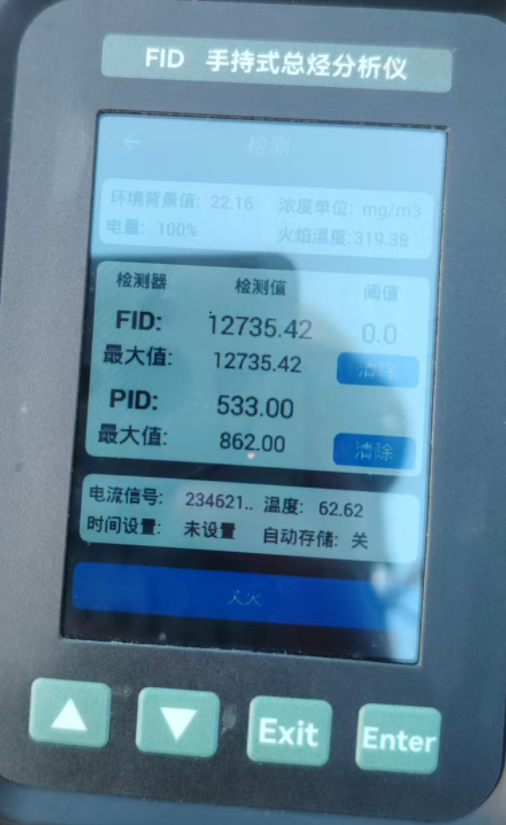 FID 手持式总烃分析仪
检测
环境背景值: 22.16. 浓度单位: mg/m3
电量: 100% 火焰温度:319.38
检测器 检测值 阈值
FID: 12735.42 0.0
最大值: 12735.42 清除
PID: 533.00
最大值: 862.00 清除
电流信号: 234621.. 温度: 62.62
时间设置: 未设置 自动存储: 关
Exit Enter